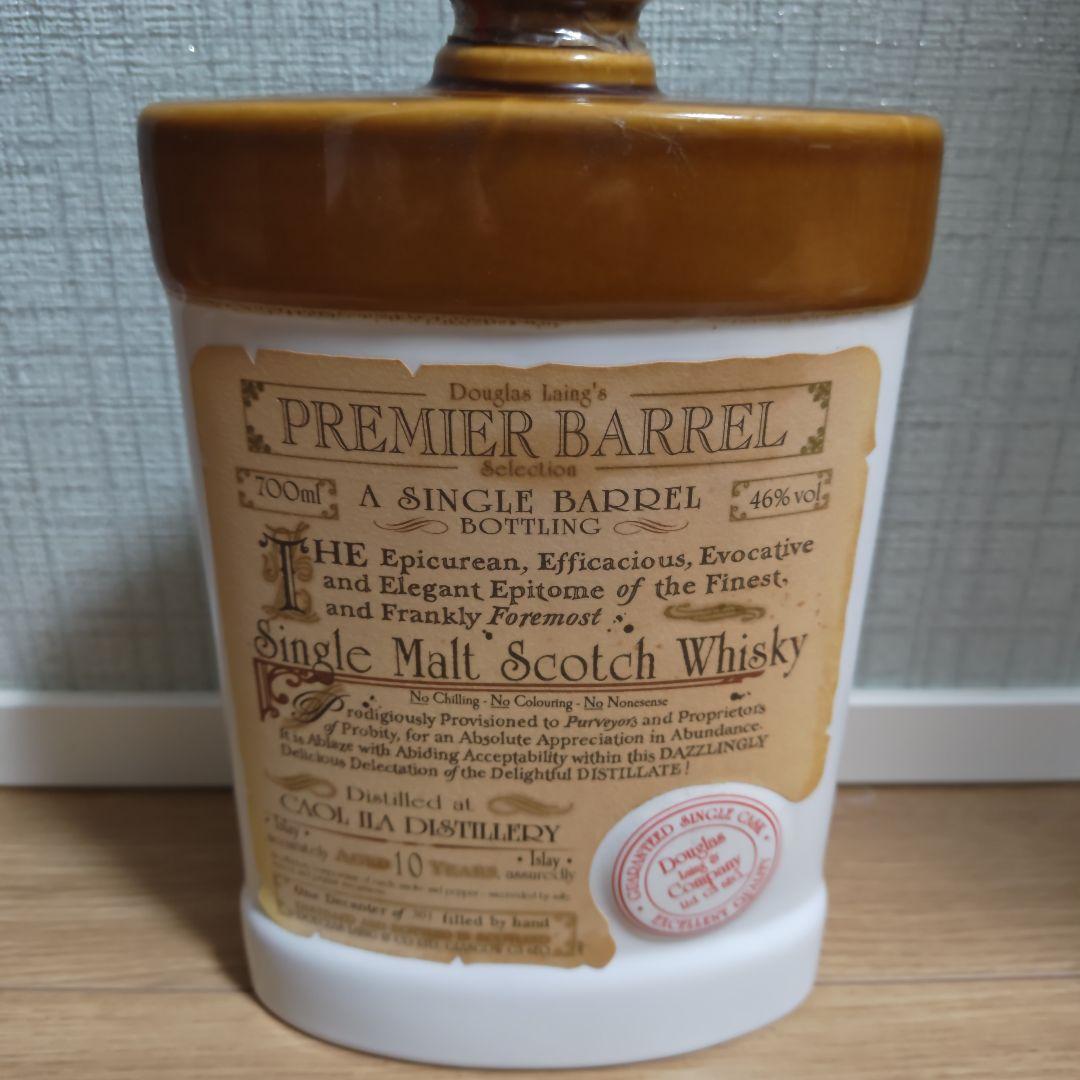 Douglas Laing's
PREMIER BARREL
Selection
700ml
A SINGLE BARREL
46% vol
BOTTLING
THE Epicurean, Efficacious, Evocative
and Elegant Epitome of the Finest,
and Frankly Foremost
Single Malt Scotch Whisky
No Chilling - No Colouring - No Nonesense
Prodigiously Provisioned to Purveyors and Proprietors
of Probity, for an Absolute Appreciation in Abundance.
It is Ablaze with Abiding Acceptability within this DAZZLINGLY
Delicious Delectation of the Delightful DISTILLATE!
Distilled at
CAOL ILA DISTILLERY
• Islay •
• Islay •
AGED 10 YEARS assuredly
One Decanter of 301 filled by hand
GUARANTEED SINGLE CASK
Douglas
Laing &
Company
EXCELLENT QUALITY